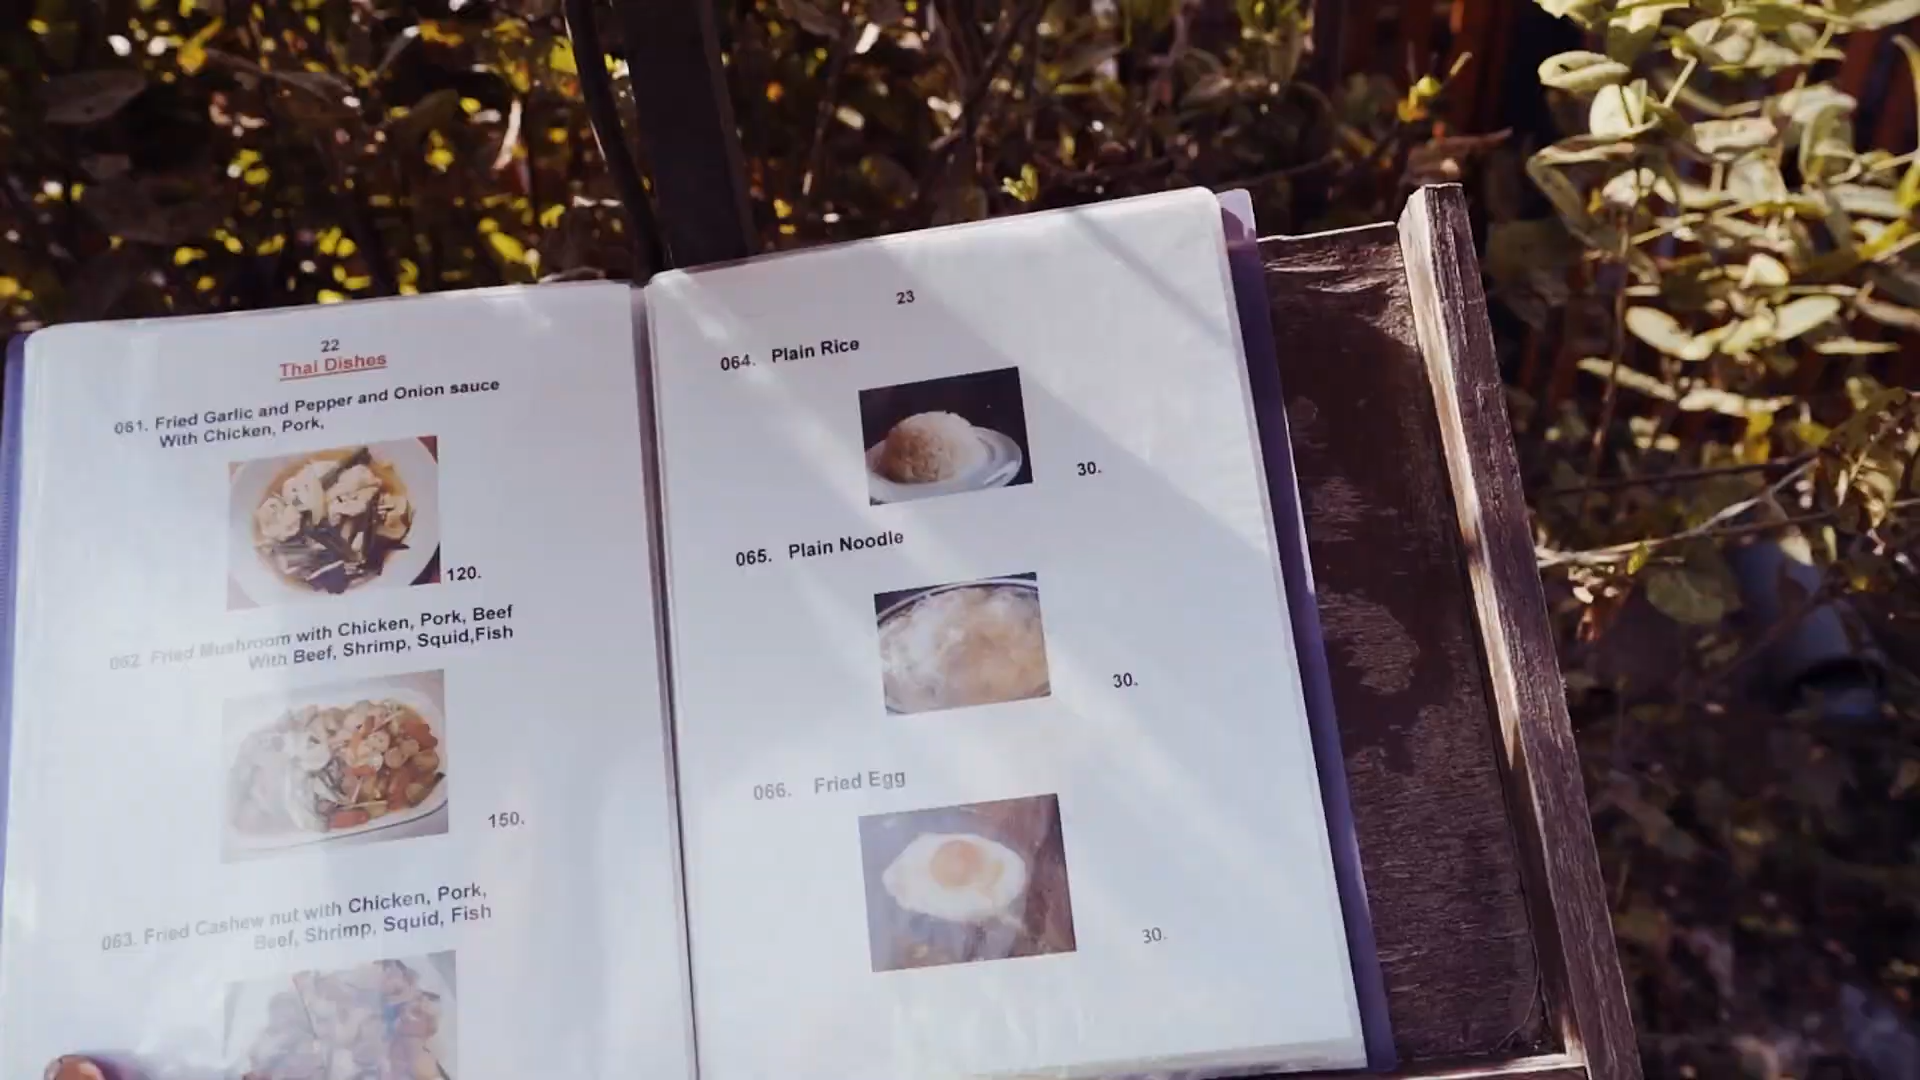 22
Thai Dishes
061. Fried Garlic and Pepper and Onion sauce
With Chicken, Pork,
120.
062 Fried Mushroom with Chicken, Pork, Beef
With Beef, Shrimp, Squid,Fish
150.
063. Fried Cashew nut with Chicken, Pork,
Beef, Shrimp, Squid, Fish
23
064. Plain Rice
30.
065. Plain Noodle
30.
066. Fried Egg
30.